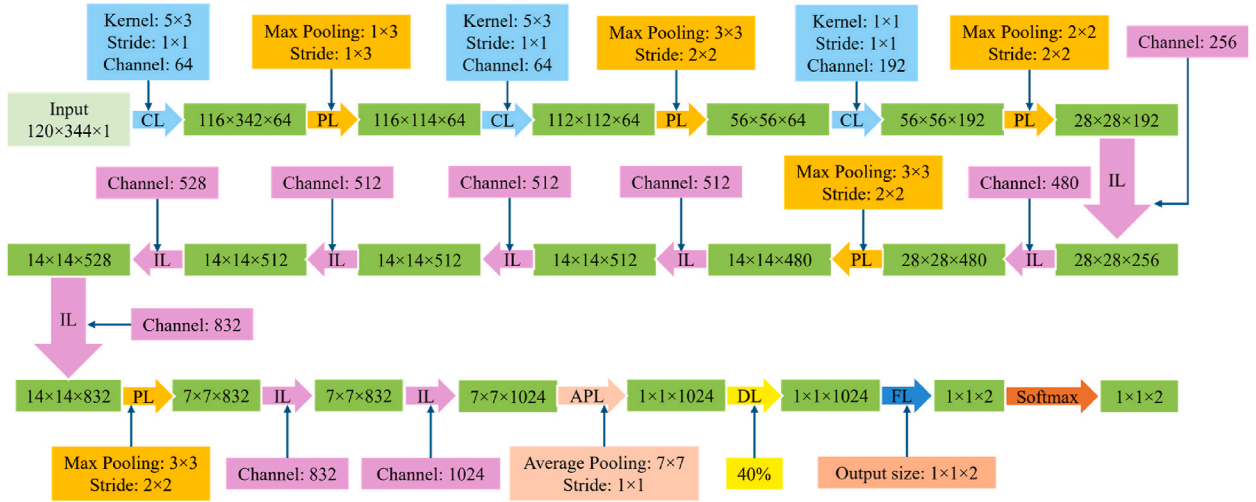 Kernel: 5×3
Stride: 1×1
Channel: 64
Max Pooling: 1×3
Stride: 1×3
Kernel: 5×3
Stride: 1×1
Channel: 64
Max Pooling: 3×3
Stride: 2×2
Kernel: 1×1
Stride: 1×1
Channel: 192
Max Pooling: 2×2
Stride: 2×2
Channel: 256
Input
120×344×1
CL
116×342×64
PL
116×114×64
CL
112×112×64
PL
56×56×64
CL
56×56×192
PL
28×28×192
Channel: 528
Channel: 512
Channel: 512
Channel: 512
Max Pooling: 3×3
Stride: 2×2
Channel: 480
IL
14×14×528
IL
14×14×512
IL
14×14×512
IL
14×14×512
IL
14×14×480
PL
28×28×480
IL
28×28×256
IL
Channel: 832
14×14×832
PL
7×7×832
IL
7×7×832
IL
7×7×1024
APL
1×1×1024
DL
1×1×1024
FL
1×1×2
Softmax
1×1×2
Max Pooling: 3×3
Stride: 2×2
Channel: 832
Channel: 1024
Average Pooling: 7×7
Stride: 1×1
40%
Output size: 1×1×2